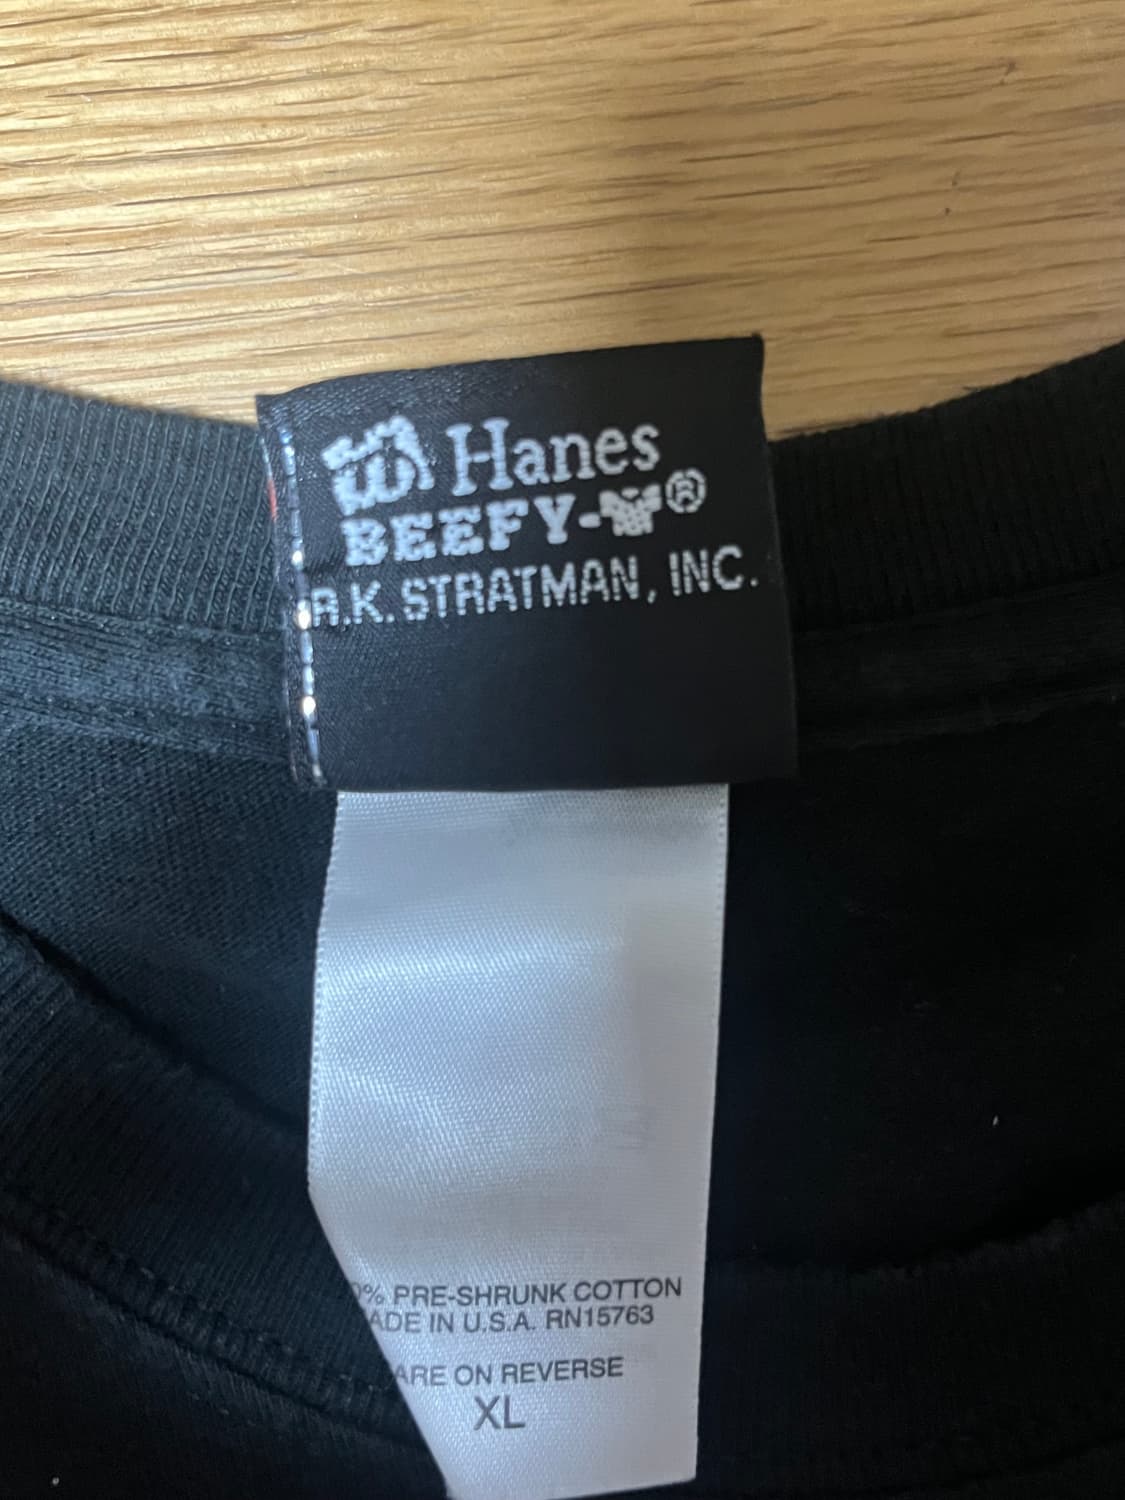 Hanes
BEEFY-T®
R.K. STRATMAN, INC.
% PRE-SHRUNK COTTON
ADE IN U.S.A. RN15763
ARE ON REVERSE
XL